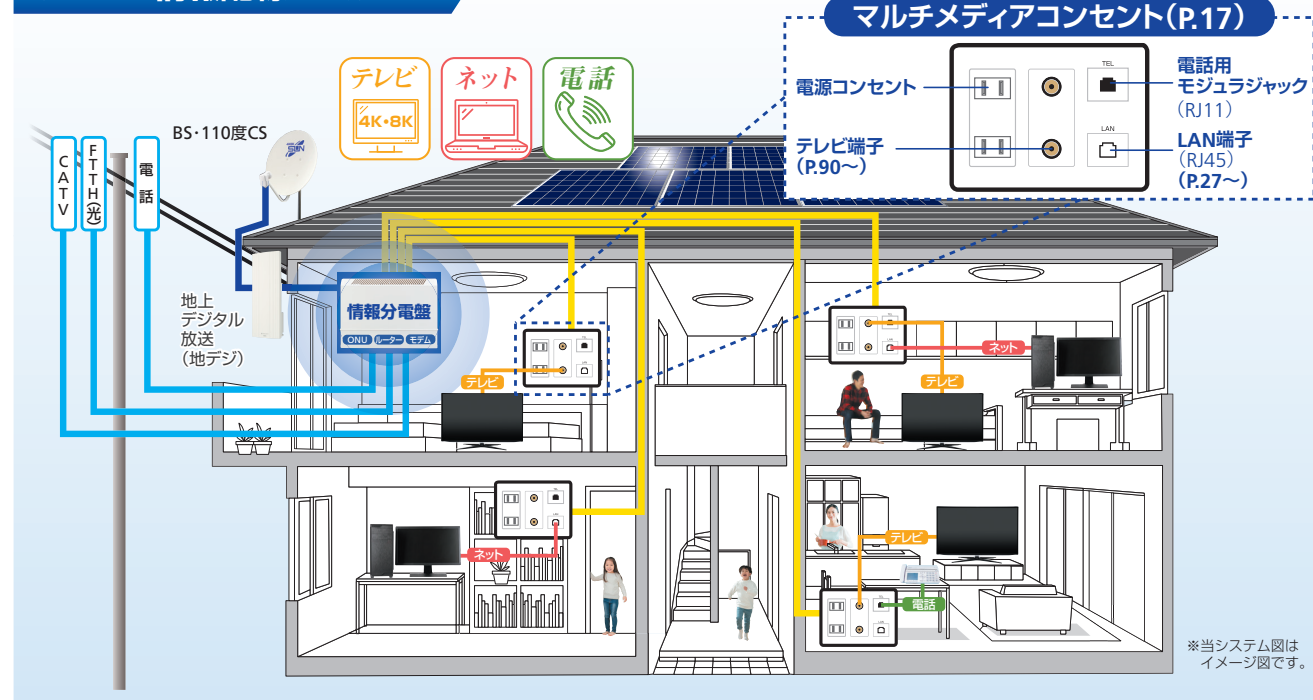 マルチメディアコンセント(P.17)
電源コンセント
テレビ端子
(P.90〜)
TEL
LAN
電話用
モジュラジャック
(RJ11)
LAN端子
(RJ45)
(P.27〜)
テレビ
4K・8K
ネット
電話
BS・110度CS
SUN
CATV
FTTH(光)
電話
地上
デジタル
放送
(地デジ)
情報分電盤
ONU ルーター モデム
テレビ
ネット
テレビ
ネット
テレビ
電話
※当システム図は
イメージ図です。